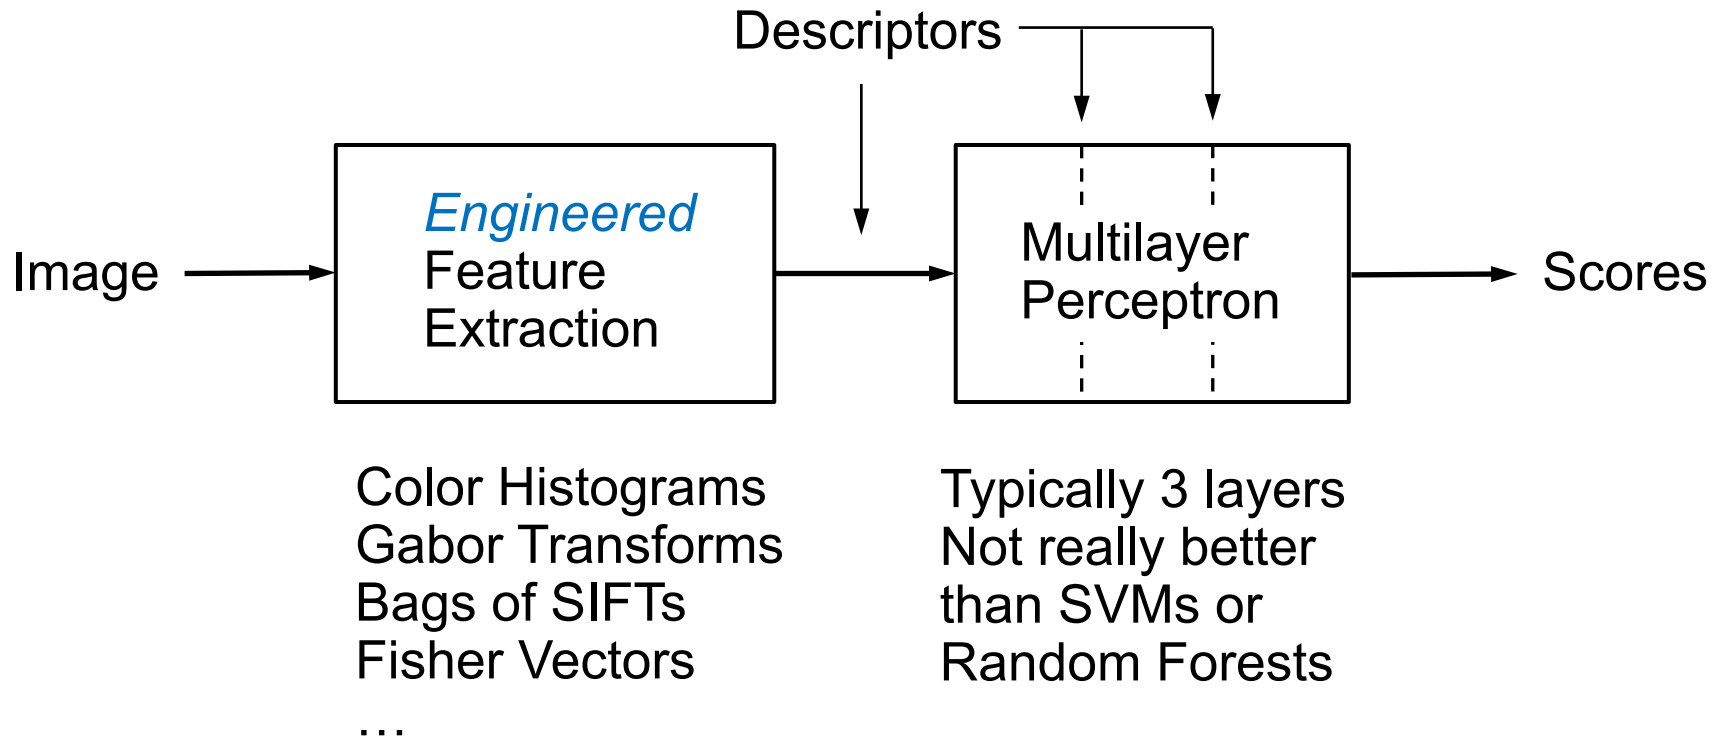 Descriptors
Image
Engineered
Feature
Extraction
Multilayer
Perceptron
Scores
Color Histograms
Gabor Transforms
Bags of SIFTs
Fisher Vectors
…
Typically 3 layers
Not really better
than SVMs or
Random Forests